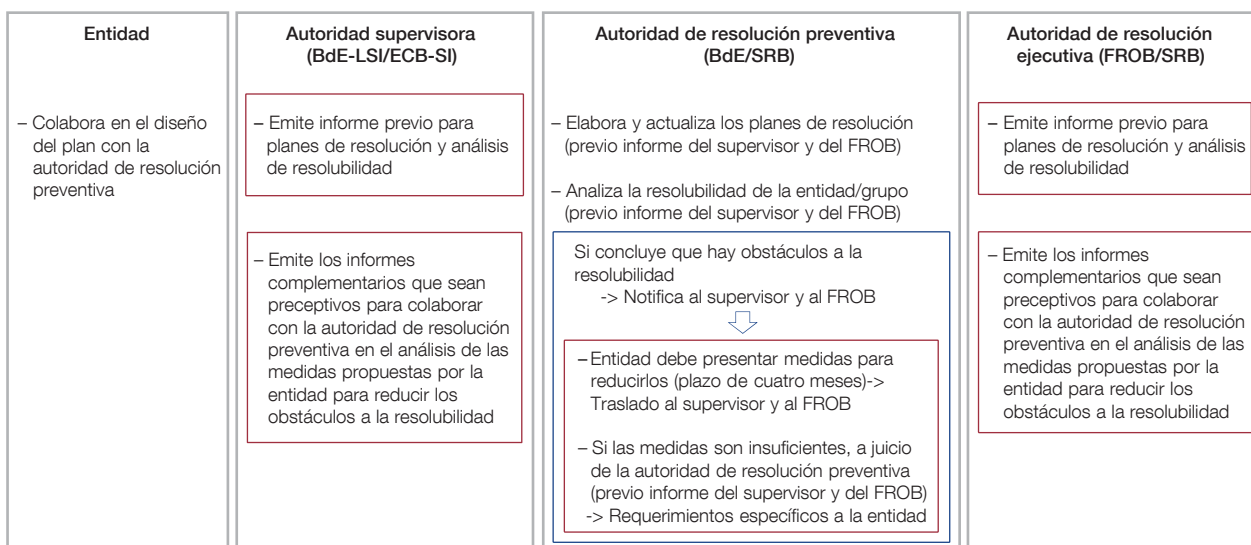 Entidad
– Colabora en el diseño
del plan con la
autoridad de resolución
preventiva
Autoridad supervisora
(BdE-LSI/ECB-SI)
– Emite informe previo para
planes de resolución y análisis
de resolubilidad
– Emite los informes
complementarios que sean
preceptivos para colaborar
con la autoridad de resolución
preventiva en el análisis de las
medidas propuestas por la
entidad para reducir los
obstáculos a la resolubilidad
Autoridad de resolución preventiva
(BdE/SRB)
– Elabora y actualiza los planes de resolución
(previo informe del supervisor y del FROB)
– Analiza la resolubilidad de la entidad/grupo
(previo informe del supervisor y del FROB)
Si concluye que hay obstáculos a la
resolubilidad
-> Notifica al supervisor y al FROB
– Entidad debe presentar medidas para
reducirlos (plazo de cuatro meses)->
Traslado al supervisor y al FROB
– Si las medidas son insuficientes, a juicio
de la autoridad de resolución preventiva
(previo informe del supervisor y del FROB)
-> Requerimientos específicos a la entidad
Autoridad de resolución
ejecutiva (FROB/SRB)
– Emite informe previo para
planes de resolución y análisis
de resolubilidad
– Emite los informes
complementarios que sean
preceptivos para colaborar
con la autoridad de resolución
preventiva en el análisis de las
medidas propuestas por la
entidad para reducir los
obstáculos a la resolubilidad